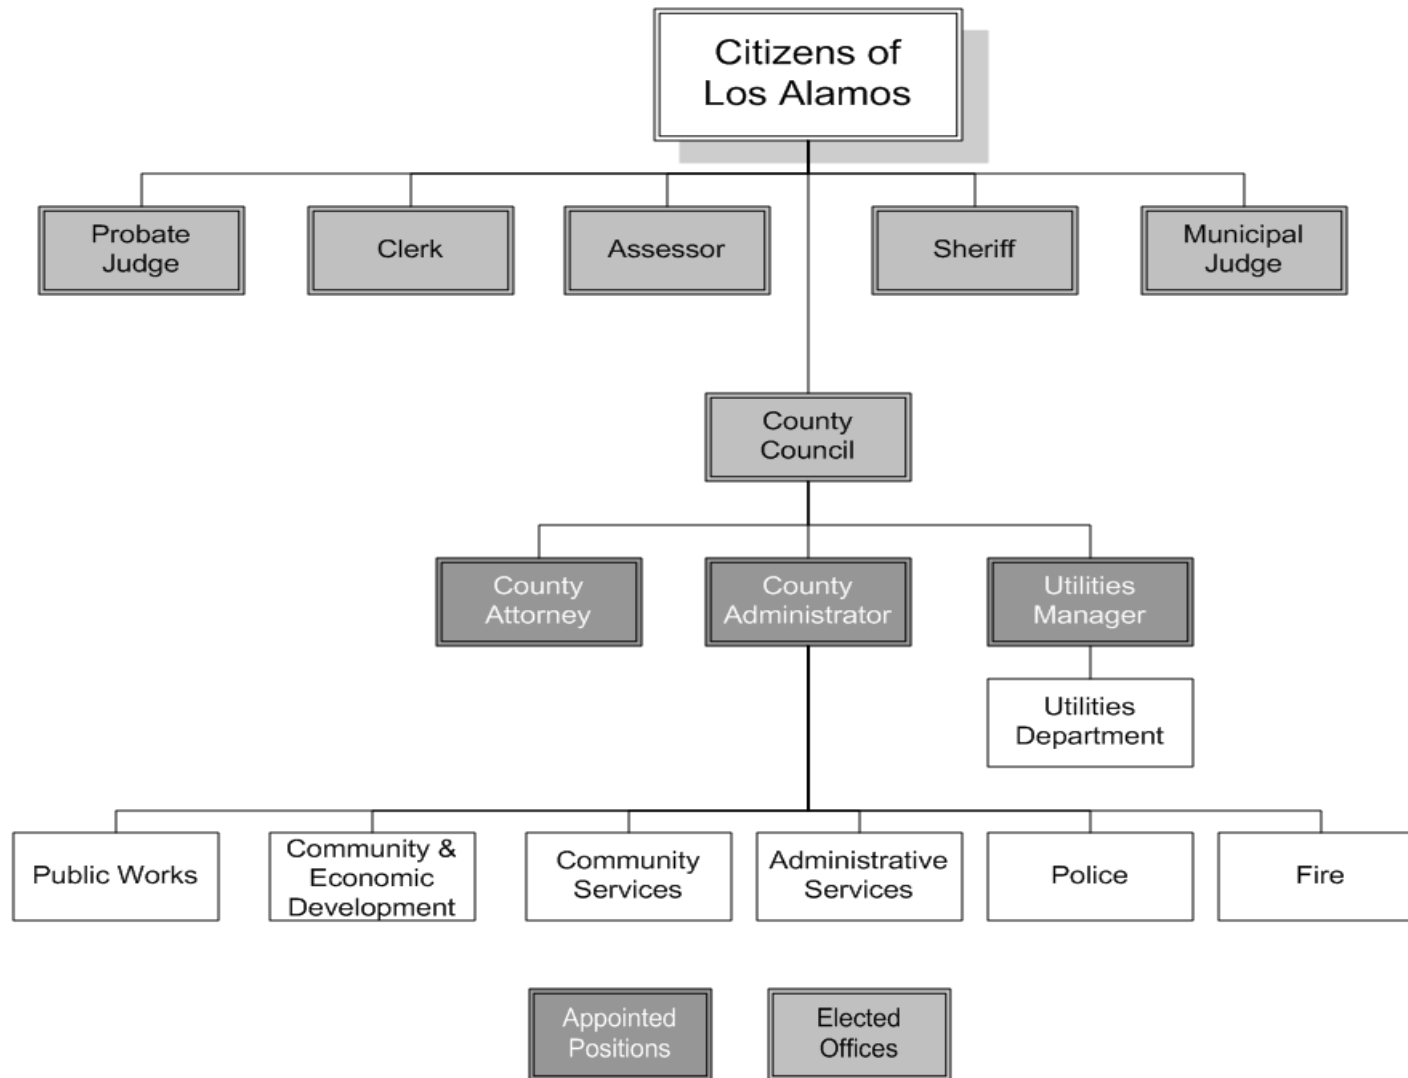 Citizens of
Los Alamos
Probate
Judge
Clerk
Assessor
Sheriff
Municipal
Judge
County
Council
County
Attorney
County
Administrator
Utilities
Manager
Utilities
Department
Public Works
Community &
Economic
Development
Community
Services
Administrative
Services
Police
Fire
Appointed
Positions
Elected
Offices